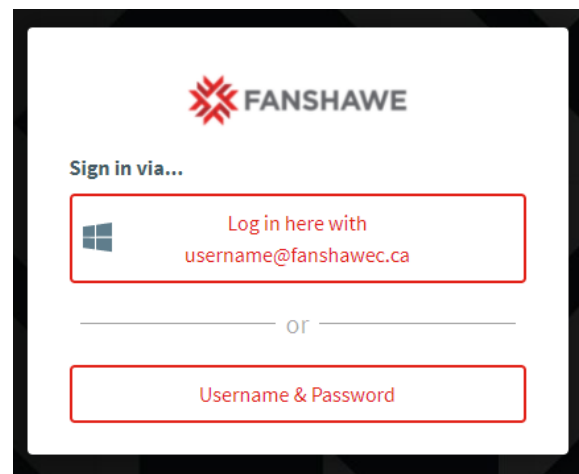 FANSHAWE
Sign in via...
Log in here with
username@fanshawec.ca
or
Username & Password